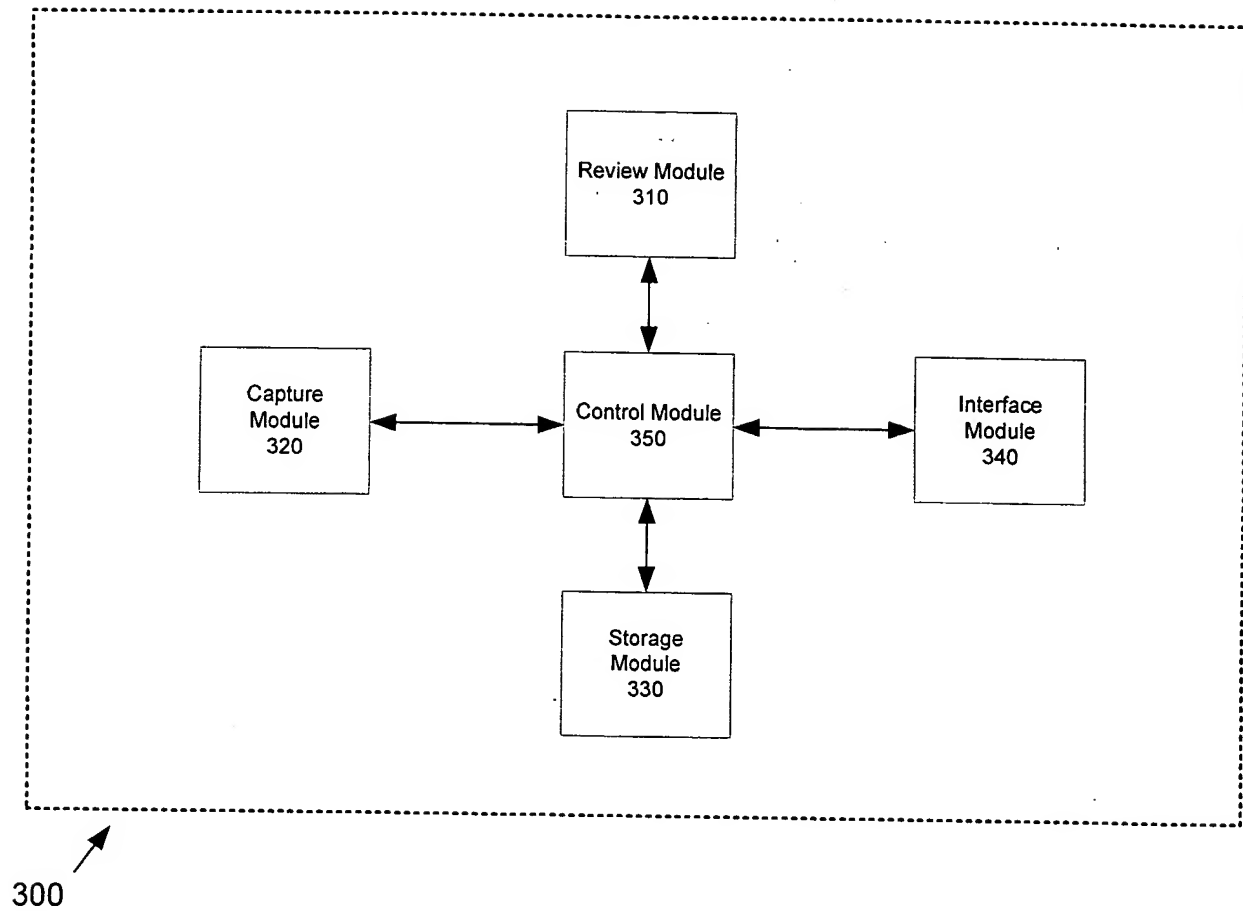 Review Module
310
Capture
Module
320
Control Module
350
Interface
Module
340
Storage
Module
330
300